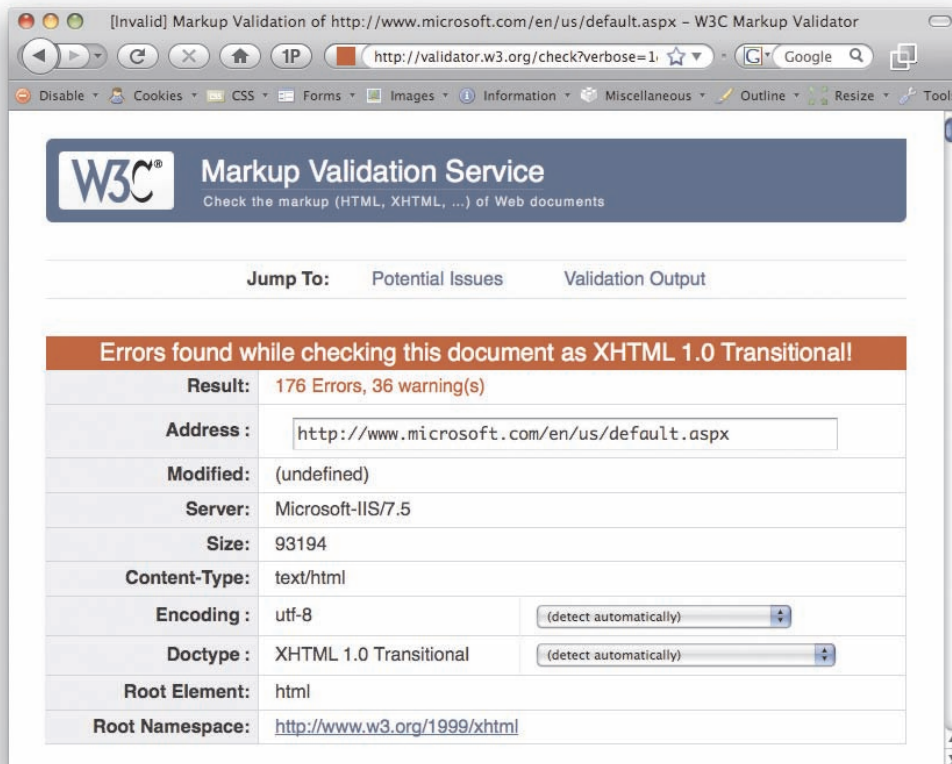 [Invalid] Markup Validation of http://www.microsoft.com/en/us/default.aspx – W3C Markup Validator
1P http://validator.w3.org/check?verbose=1 G Google
Disable Cookies CSS Forms Images Information Miscellaneous Outline Resize Tools
W3C® Markup Validation Service
Check the markup (HTML, XHTML, ...) of Web documents
Jump To: Potential Issues Validation Output
Errors found while checking this document as XHTML 1.0 Transitional!
Result: 176 Errors, 36 warning(s)
Address : http://www.microsoft.com/en/us/default.aspx
Modified: (undefined)
Server: Microsoft-IIS/7.5
Size: 93194
Content-Type: text/html
Encoding : utf-8 (detect automatically)
Doctype : XHTML 1.0 Transitional (detect automatically)
Root Element: html
Root Namespace: http://www.w3.org/1999/xhtml